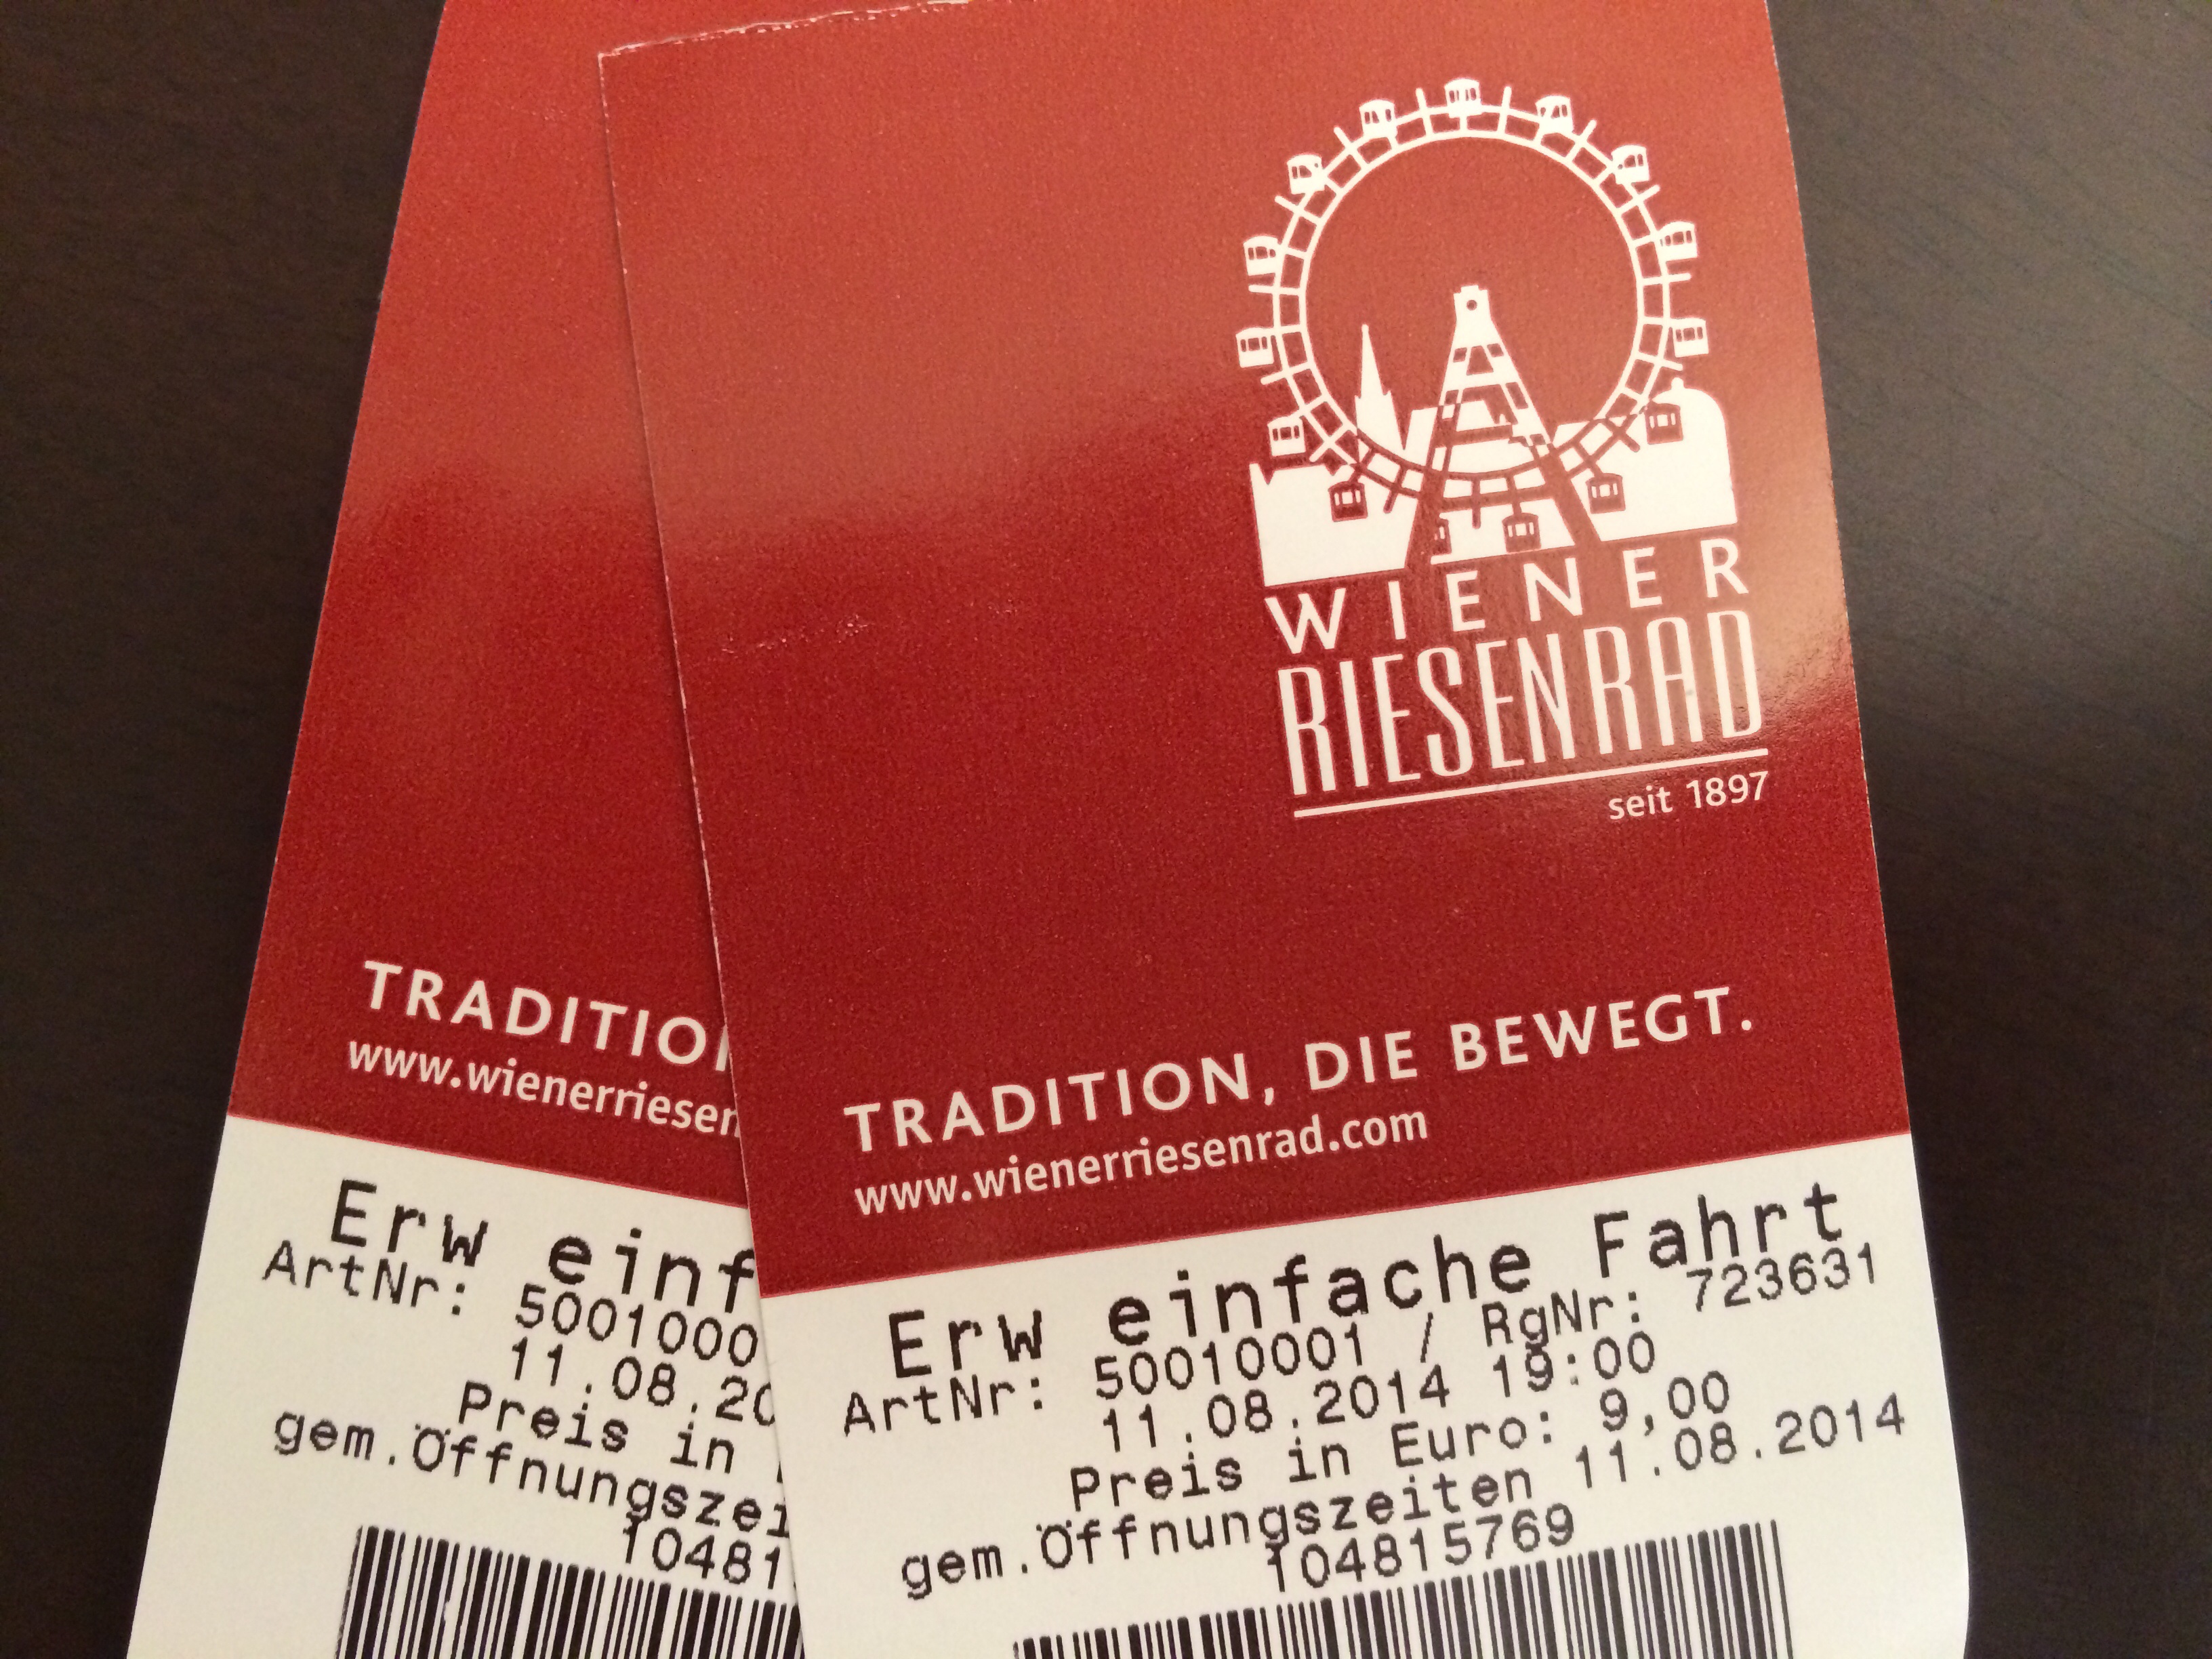 WIENER
RIESENRAD
seit 1897
TRADITION, DIE BEWEGT.
www.wienerriesenrad.com
Erw einfache Fahrt
ArtNr: 50010001 / RgNr: 723631
11.08.2014 19:00
Preis in Euro: 9,00
gem.Öffnungszeiten 11.08.2014
104815769
TRADITIO
www.wienerriesen
Erw einf
ArtNr: 5001000
11.08.20
Preis in
gem.Öffnungszei
10481